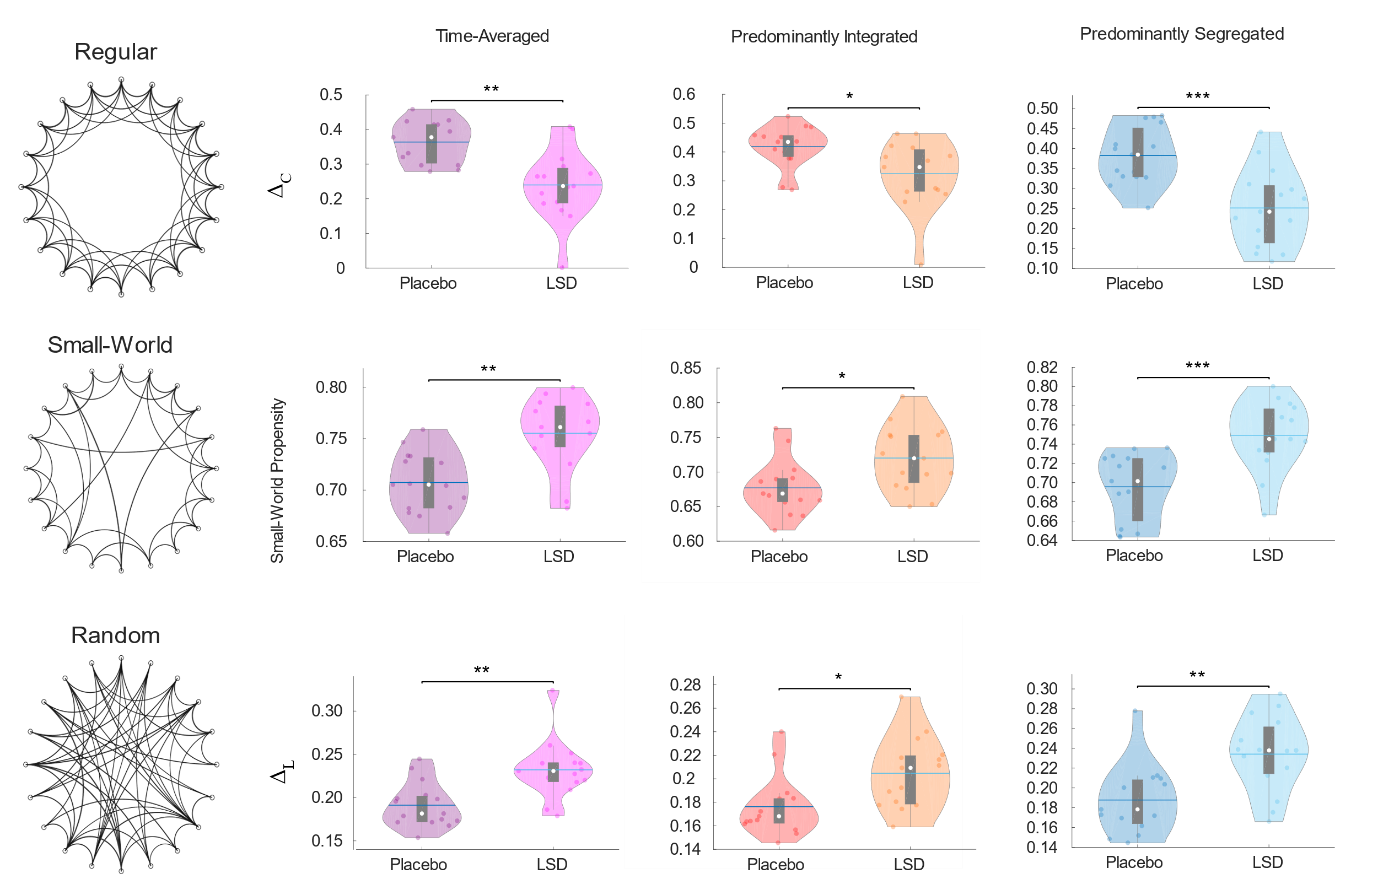 Time-Averaged
Predominantly Integrated
Predominantly Segregated
Regular
ΔC
0.5
0.4
0.3
0.2
0.1
0
**
Placebo
LSD
0.6
0.5
0.4
0.3
0.2
0.1
0
*
Placebo
LSD
0.50
0.45
0.40
0.35
0.30
0.25
0.20
0.15
0.10
***
Placebo
LSD
Small-World
Small-World Propensity
0.80
0.75
0.70
0.65
**
Placebo
LSD
0.85
0.80
0.75
0.70
0.65
0.60
*
Placebo
LSD
0.82
0.80
0.78
0.76
0.74
0.72
0.70
0.68
0.66
0.64
***
Placebo
LSD
Random
ΔL
0.30
0.25
0.20
0.15
**
Placebo
LSD
0.28
0.26
0.24
0.22
0.2
0.18
0.16
0.14
*
Placebo
LSD
0.30
0.28
0.26
0.24
0.22
0.20
0.18
0.16
0.14
**
Placebo
LSD